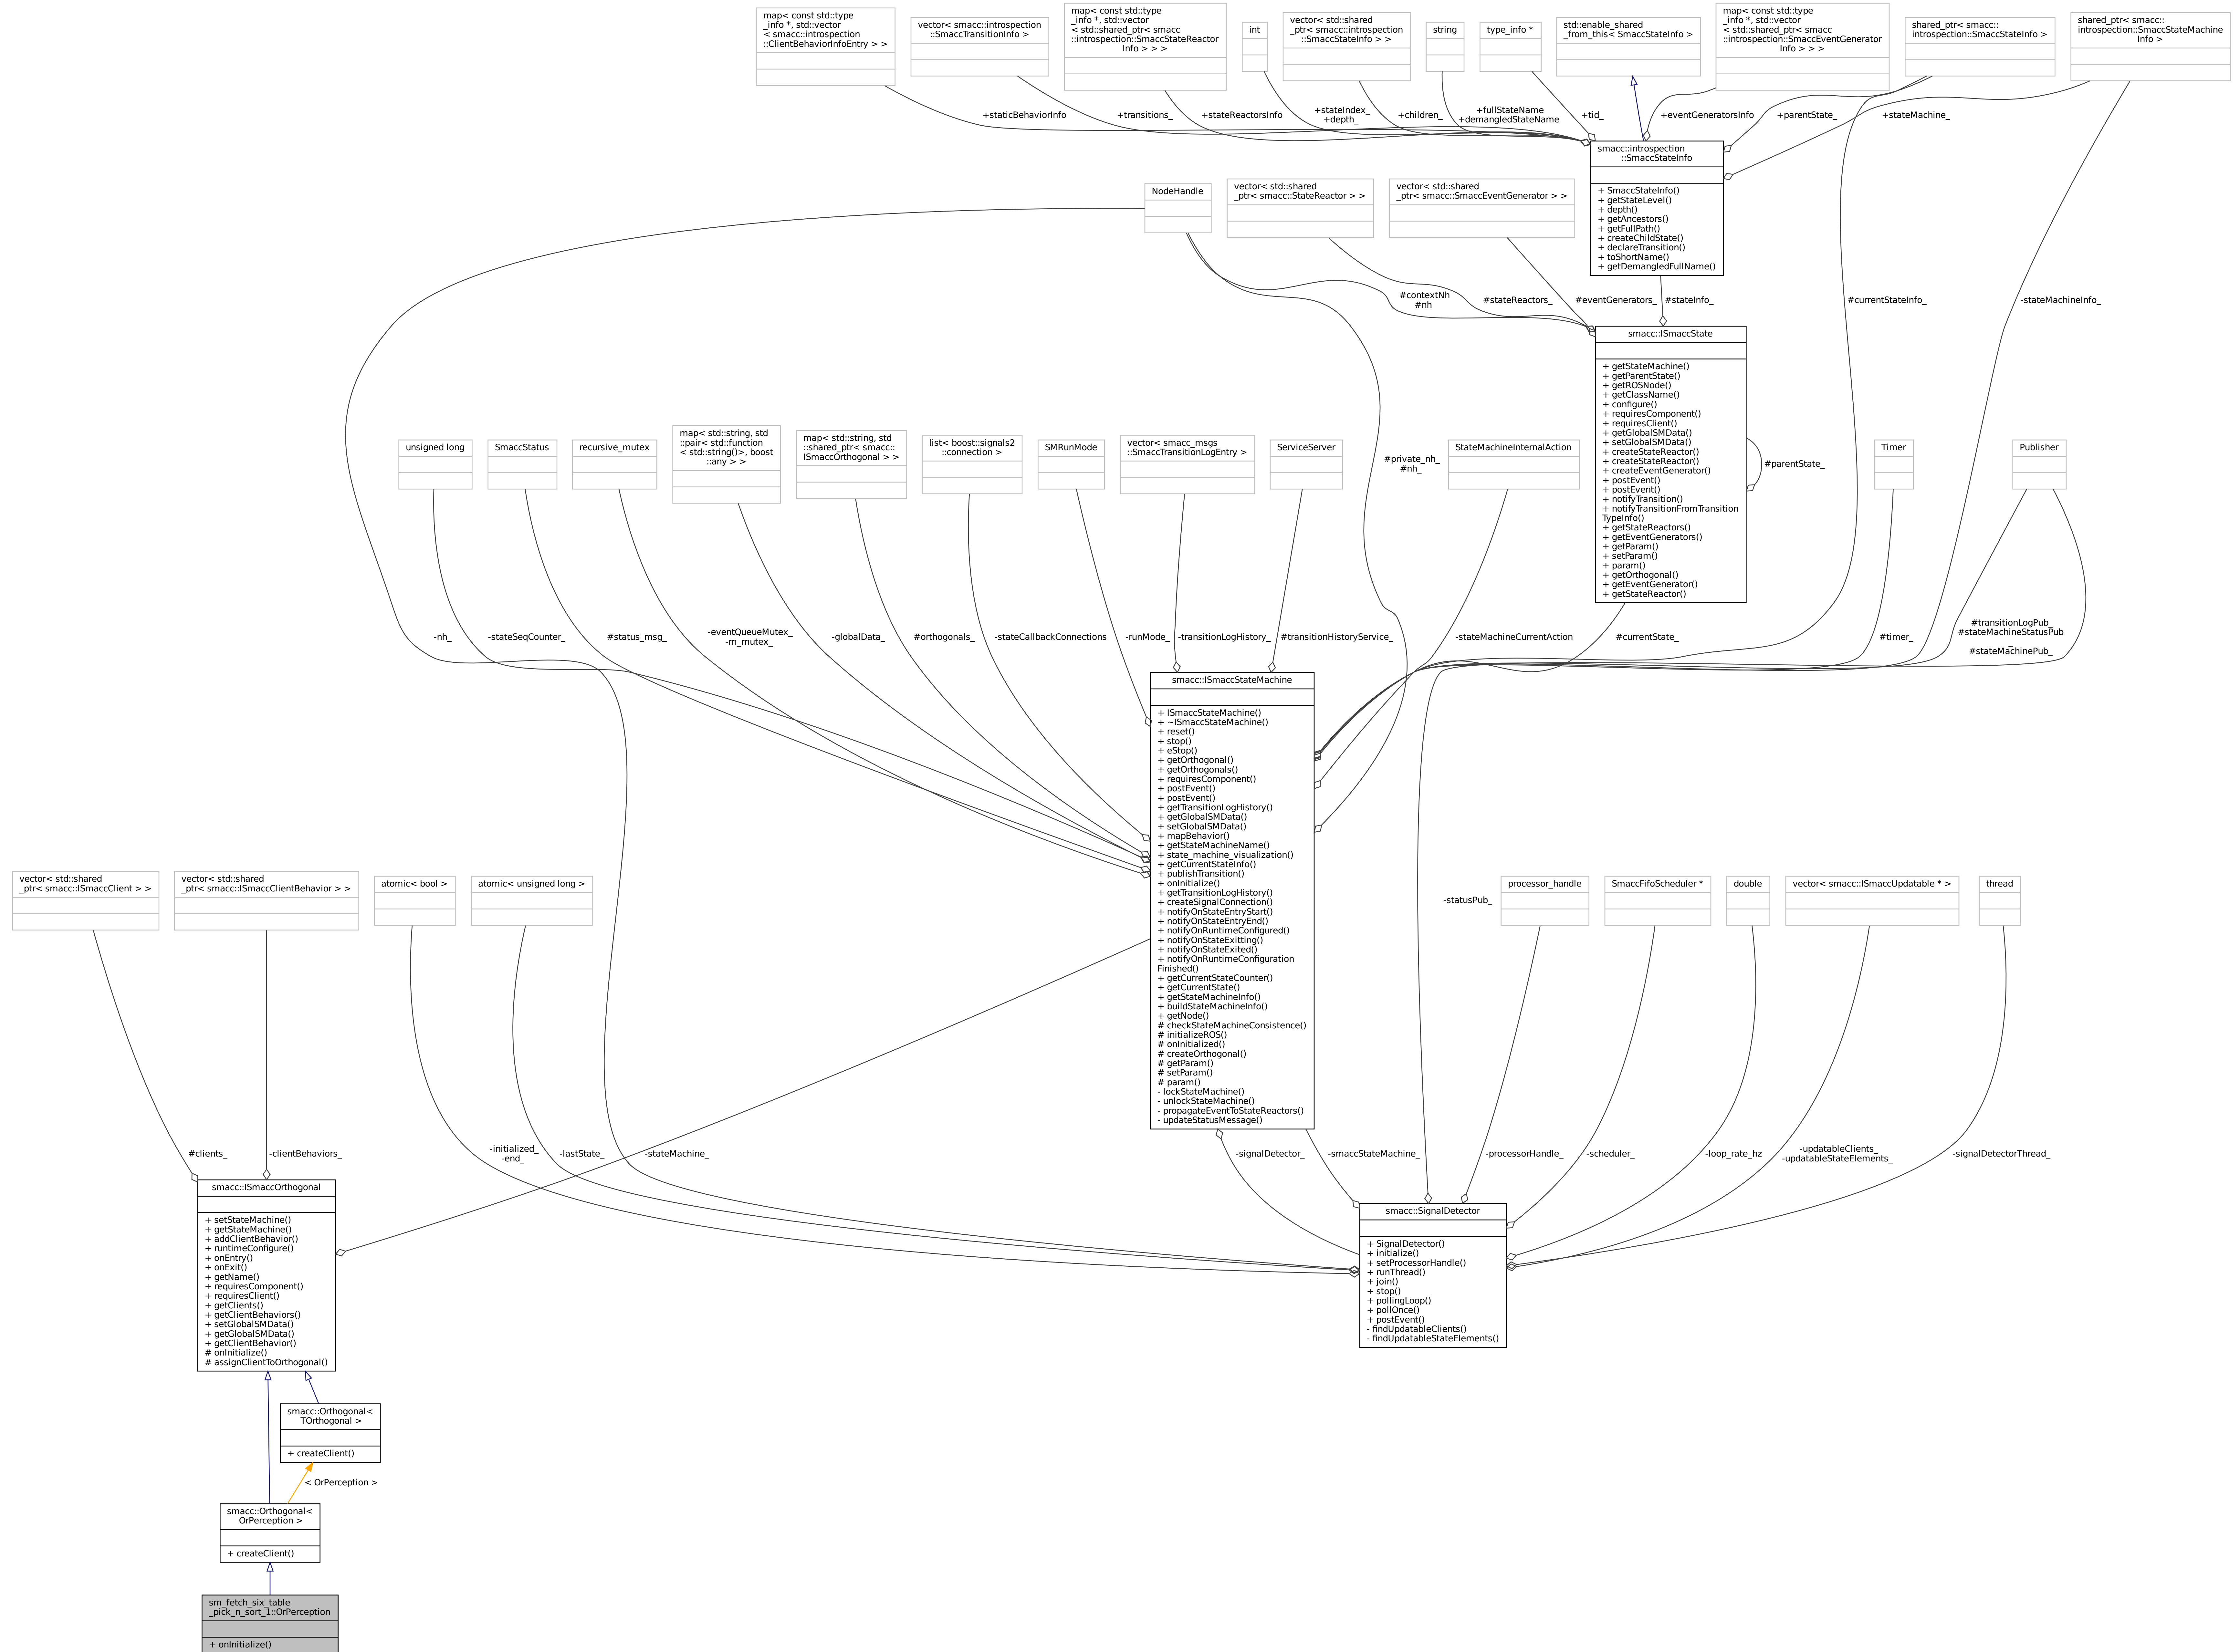 map< const std::type
_info *, std::vector
< smacc::introspection
::ClientBehaviorInfoEntry > >
vector< smacc::introspection
::SmaccTransitionInfo >
map< const std::type
_info *, std::vector
< std::shared_ptr< smacc
::introspection::SmaccStateReactor
Info > > >
int
vector< std::shared
_ptr< smacc::introspection
::SmaccStateInfo > >
string
type_info *
std::enable_shared
_from_this< SmaccStateInfo >
map< const std::type
_info *, std::vector
< std::shared_ptr< smacc
::introspection::SmaccEventGenerator
Info > > >
shared_ptr< smacc::
introspection::SmaccStateInfo >
shared_ptr< smacc::
introspection::SmaccStateMachine
Info >
+staticBehaviorInfo
+transitions_
+stateReactorsInfo
+stateIndex_
+depth_
+children_
+fullStateName
+demangledStateName
+tid_
+eventGeneratorsInfo
+parentState_
+stateMachine_
smacc::introspection
::SmaccStateInfo
+ SmaccStateInfo()
+ getStateLevel()
+ depth()
+ getAncestors()
+ getFullPath()
+ createChildState()
+ declareTransition()
+ toShortName()
+ getDemangledFullName()
NodeHandle
vector< std::shared
_ptr< smacc::StateReactor > >
vector< std::shared
_ptr< smacc::SmaccEventGenerator > >
#contextNh
#nh
#stateReactors_
#eventGenerators_
#stateInfo_
#currentStateInfo_
-stateMachineInfo_
smacc::ISmaccState
+ getStateMachine()
+ getParentState()
+ getROSNode()
+ getClassName()
+ configure()
+ requiresComponent()
+ requiresClient()
+ getGlobalSMData()
+ setGlobalSMData()
+ createStateReactor()
+ createStateReactor()
+ createEventGenerator()
+ postEvent()
+ postEvent()
+ notifyTransition()
+ notifyTransitionFromTransition
TypeInfo()
+ getStateReactors()
+ getEventGenerators()
+ getParam()
+ setParam()
+ param()
+ getOrthogonal()
+ getEventGenerator()
+ getStateReactor()
#parentState_
unsigned long
SmaccStatus
recursive_mutex
map< std::string, std
::pair< std::function
< std::string()>, boost
::any > >
map< std::string, std
::shared_ptr< smacc::
ISmaccOrthogonal > >
list< boost::signals2
::connection >
SMRunMode
vector< smacc_msgs
::SmaccTransitionLogEntry >
ServiceServer
#private_nh_
#nh_
StateMachineInternalAction
Timer
Publisher
-nh_
-stateSeqCounter_
#status_msg_
-eventQueueMutex_
-m_mutex_
-globalData_
#orthogonals_
-stateCallbackConnections
-runMode_
-transitionLogHistory_
#transitionHistoryService_
-stateMachineCurrentAction
#currentState_
#timer_
#transitionLogPub_
#stateMachineStatusPub
_
#stateMachinePub_
smacc::ISmaccStateMachine
+ ISmaccStateMachine()
+ ~ISmaccStateMachine()
+ reset()
+ stop()
+ eStop()
+ getOrthogonal()
+ getOrthogonals()
+ requiresComponent()
+ postEvent()
+ postEvent()
+ getTransitionLogHistory()
+ getGlobalSMData()
+ setGlobalSMData()
+ mapBehavior()
+ getStateMachineName()
+ state_machine_visualization()
+ getCurrentStateInfo()
+ publishTransition()
+ onInitialize()
+ getTransitionLogHistory()
+ createSignalConnection()
+ notifyOnStateEntryStart()
+ notifyOnStateEntryEnd()
+ notifyOnRuntimeConfigured()
+ notifyOnStateExitting()
+ notifyOnStateExited()
+ notifyOnRuntimeConfiguration
Finished()
+ getCurrentStateCounter()
+ getCurrentState()
+ getStateMachineInfo()
+ buildStateMachineInfo()
+ getNode()
# checkStateMachineConsistence()
# initializeROS()
# onInitialized()
# createOrthogonal()
# getParam()
# setParam()
# param()
- lockStateMachine()
- unlockStateMachine()
- propagateEventToStateReactors()
- updateStatusMessage()
vector< std::shared
_ptr< smacc::ISmaccClient > >
vector< std::shared
_ptr< smacc::ISmaccClientBehavior > >
atomic< bool >
atomic< unsigned long >
-statusPub_
processor_handle
SmaccFifoScheduler *
double
vector< smacc::ISmaccUpdatable * >
thread
#clients_
-clientBehaviors_
-initialized_
-end_
-lastState_
-stateMachine_
-signalDetector_
-smaccStateMachine_
-processorHandle_
-scheduler_
-loop_rate_hz
-updatableClients_
-updatableStateElements_
-signalDetectorThread_
smacc::ISmaccOrthogonal
+ setStateMachine()
+ getStateMachine()
+ addClientBehavior()
+ runtimeConfigure()
+ onEntry()
+ onExit()
+ getName()
+ requiresComponent()
+ requiresClient()
+ getClients()
+ getClientBehaviors()
+ setGlobalSMData()
+ getGlobalSMData()
+ getClientBehavior()
# onInitialize()
# assignClientToOrthogonal()
smacc::SignalDetector
+ SignalDetector()
+ initialize()
+ setProcessorHandle()
+ runThread()
+ join()
+ stop()
+ pollingLoop()
+ pollOnce()
+ postEvent()
- findUpdatableClients()
- findUpdatableStateElements()
smacc::Orthogonal<
TOrthogonal >
+ createClient()
< OrPerception >
smacc::Orthogonal<
OrPerception >
+ createClient()
sm_fetch_six_table
_pick_n_sort_1::OrPerception
+ onInitialize()